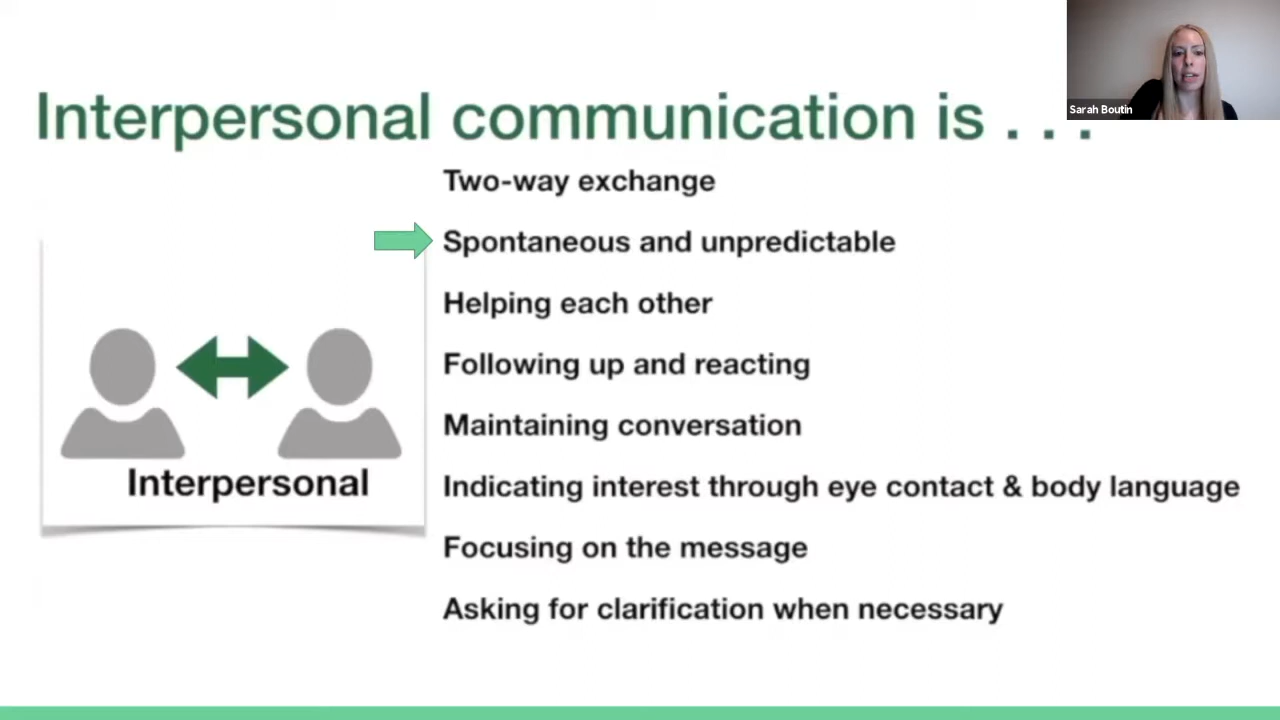 Sarah Boutin
Interpersonal communication is . . .
Two-way exchange
Spontaneous and unpredictable
Helping each other
Following up and reacting
Maintaining conversation
Interpersonal
Indicating interest through eye contact & body language
Focusing on the message
Asking for clarification when necessary